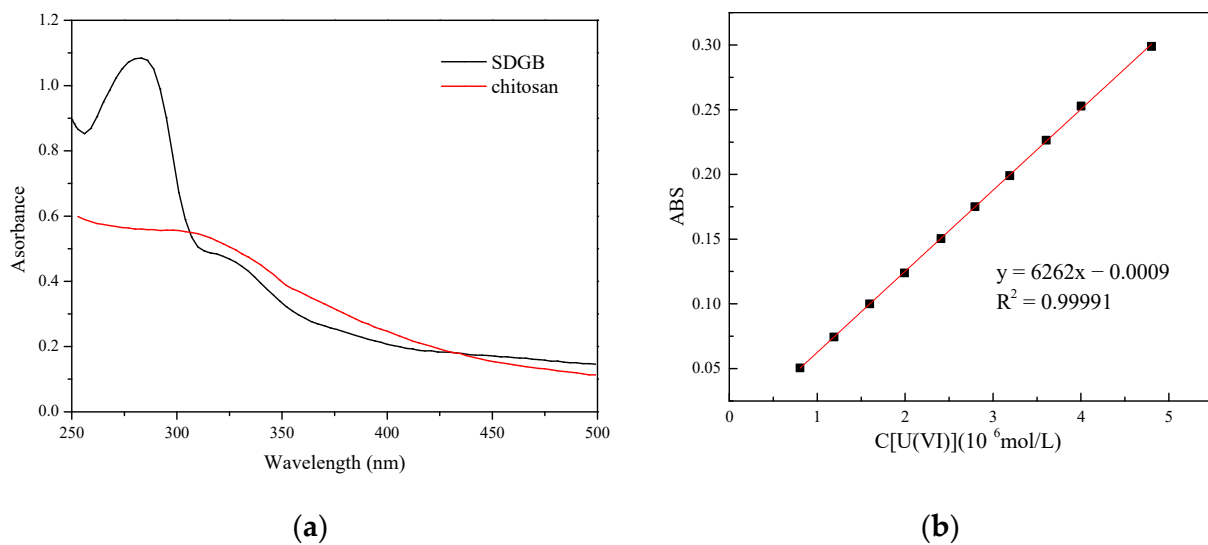 1.2
1.0
0.8
0.6
0.4
0.2
0.0
Asorbance
SDGB
chitosan
250 300 350 400 450 500
Wavelength (nm)
(a)
0.30
0.25
0.20
0.15
0.10
0.05
ABS
y = 6262x − 0.0009
R² = 0.99991
0 1 2 3 4 5
C[U(VI)](10 ⁶mol/L)
(b)